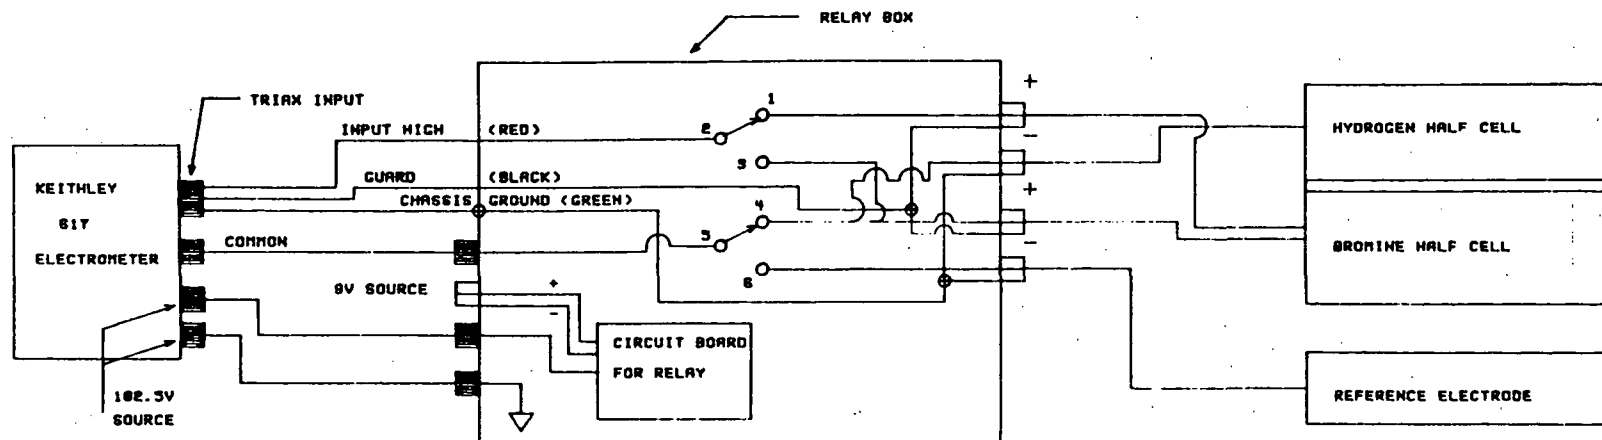 RELAY BOX
TRIAX INPUT
INPUT HIGH (RED)
GUARD (BLACK)
CHASSIS GROUND (GREEN)
COMMON
KEITHLEY
617
ELECTROMETER
9V SOURCE
+
-
102.5V
SOURCE
CIRCUIT BOARD
FOR RELAY
1
2
3
4
5
6
+
-
+
-
HYDROGEN HALF CELL
BROMINE HALF CELL
REFERENCE ELECTRODE